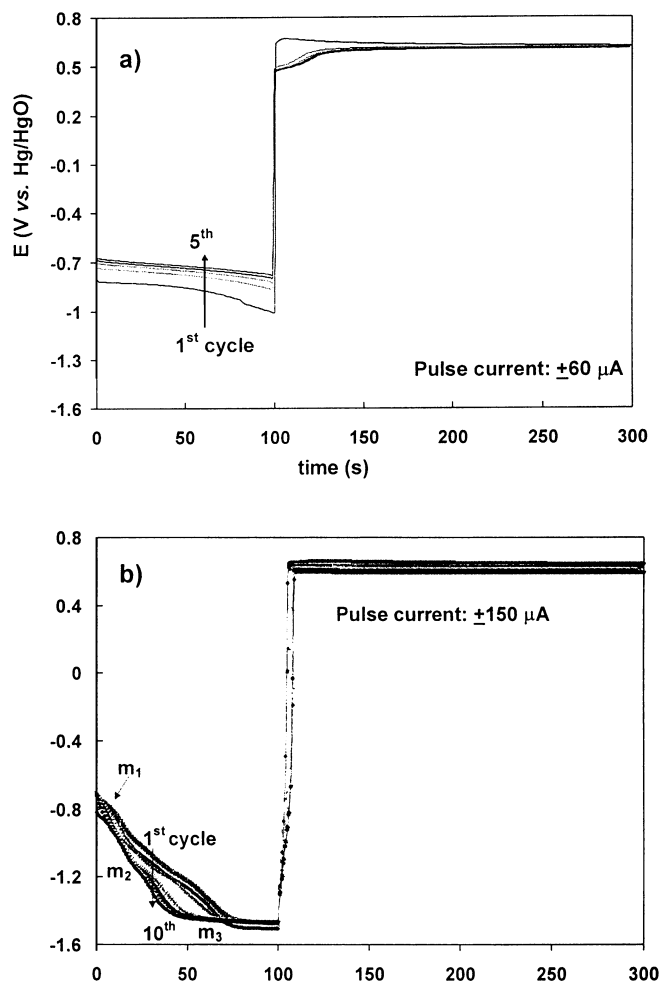 0.8
a)
0.5
0.2
-0.1
-0.4
-0.7
-1
-1.3
-1.6
E (V vs. Hg/HgO)
5th
1st cycle
Pulse current: ±60 µA
0 50 100 150 200 250 300
time (s)
0.8
b)
0.4
Pulse current: ±150 µA
0
-0.4
-0.8
-1.2
-1.6
m1
1st cycle
m2
10th
m3
0 50 100 150 200 250 300